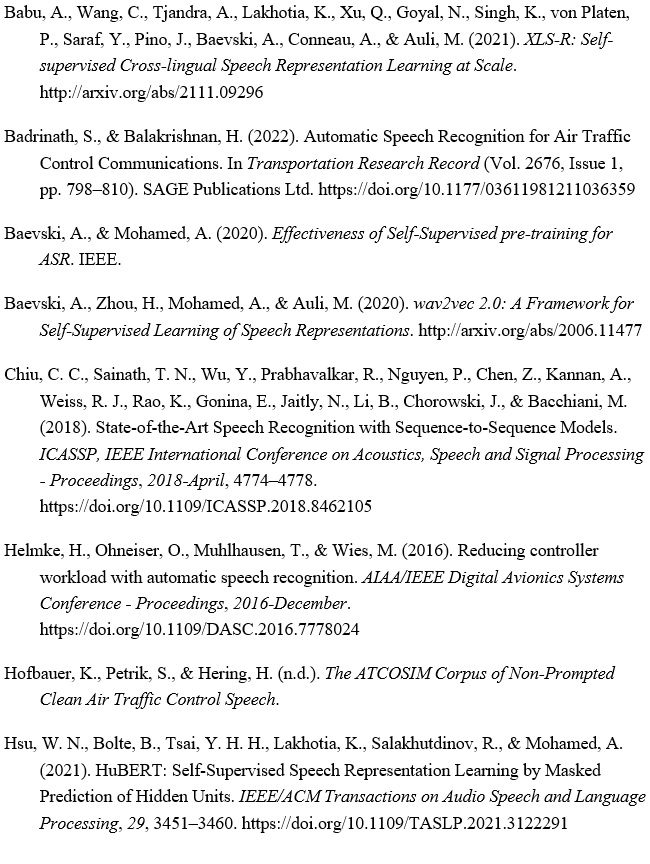 Babu, A., Wang, C., Tjandra, A., Lakhotia, K., Xu, Q., Goyal, N., Singh, K., von Platen,
P., Saraf, Y., Pino, J., Baevski, A., Conneau, A., & Auli, M. (2021). XLS-R: Self-
supervised Cross-lingual Speech Representation Learning at Scale.
http://arxiv.org/abs/2111.09296
Badrinath, S., & Balakrishnan, H. (2022). Automatic Speech Recognition for Air Traffic
Control Communications. In Transportation Research Record (Vol. 2676, Issue 1,
pp. 798–810). SAGE Publications Ltd. https://doi.org/10.1177/03611981211036359
Baevski, A., & Mohamed, A. (2020). Effectiveness of Self-Supervised pre-training for
ASR. IEEE.
Baevski, A., Zhou, H., Mohamed, A., & Auli, M. (2020). wav2vec 2.0: A Framework for
Self-Supervised Learning of Speech Representations. http://arxiv.org/abs/2006.11477
Chiu, C. C., Sainath, T. N., Wu, Y., Prabhavalkar, R., Nguyen, P., Chen, Z., Kannan, A.,
Weiss, R. J., Rao, K., Gonina, E., Jaitly, N., Li, B., Chorowski, J., & Bacchiani, M.
(2018). State-of-the-Art Speech Recognition with Sequence-to-Sequence Models.
ICASSP, IEEE International Conference on Acoustics, Speech and Signal Processing
- Proceedings, 2018-April, 4774–4778.
https://doi.org/10.1109/ICASSP.2018.8462105
Helmke, H., Ohneiser, O., Muhlhausen, T., & Wies, M. (2016). Reducing controller
workload with automatic speech recognition. AIAA/IEEE Digital Avionics Systems
Conference - Proceedings, 2016-December.
https://doi.org/10.1109/DASC.2016.7778024
Hofbauer, K., Petrik, S., & Hering, H. (n.d.). The ATCOSIM Corpus of Non-Prompted
Clean Air Traffic Control Speech.
Hsu, W. N., Bolte, B., Tsai, Y. H. H., Lakhotia, K., Salakhutdinov, R., & Mohamed, A.
(2021). HuBERT: Self-Supervised Speech Representation Learning by Masked
Prediction of Hidden Units. IEEE/ACM Transactions on Audio Speech and Language
Processing, 29, 3451–3460. https://doi.org/10.1109/TASLP.2021.3122291